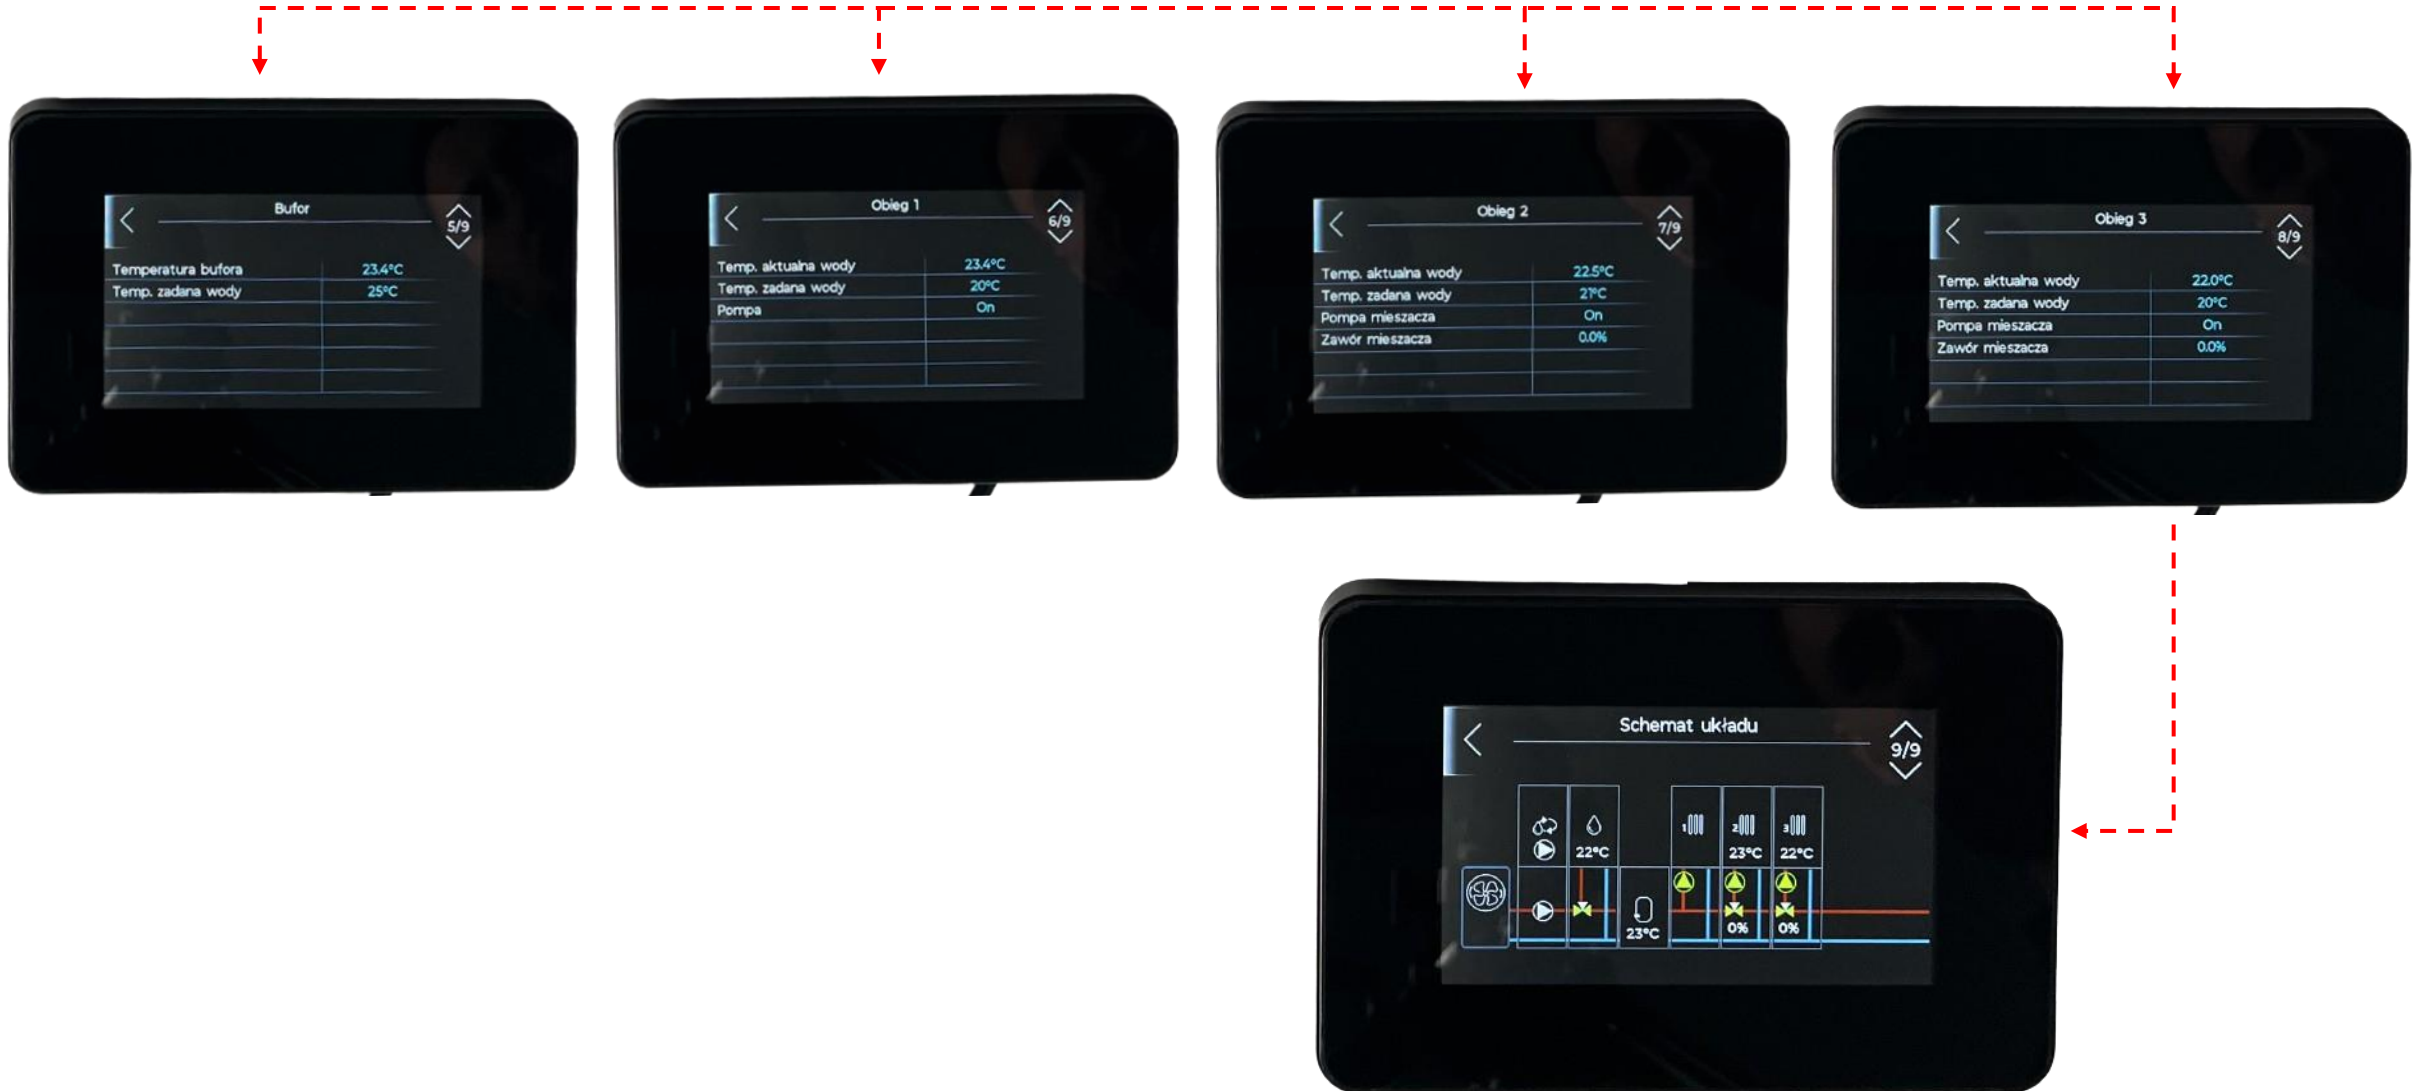 Bufor
5/9
Temperatura bufora 23.4°C
Temp. zadana wody 25°C
Obieg 1
6/9
Temp. aktualna wody 23.4°C
Temp. zadana wody 20°C
Pompa On
Obieg 2
7/9
Temp. aktualna wody 22.5°C
Temp. zadana wody 21°C
Pompa mieszacza On
Zawór mieszacza 0.0%
Obieg 3
8/9
Temp. aktualna wody 22.0°C
Temp. zadana wody 20°C
Pompa mieszacza On
Zawór mieszacza 0.0%
Schemat układu
9/9
1 2 3
22°C 23°C 22°C
23°C 0% 0%